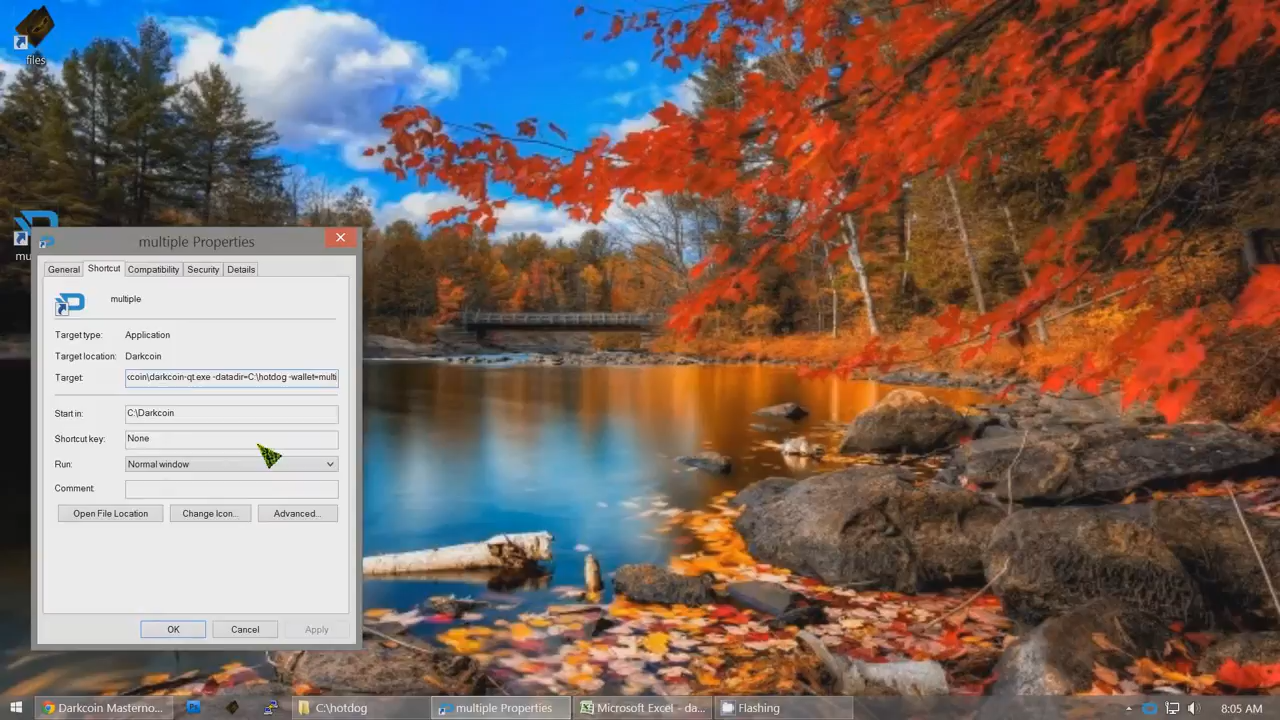 files
mu
multiple Properties
General Shortcut Compatibility Security Details
multiple
Target type: Application
Target location: Darkcoin
Target: :coin\darkcoin-qt.exe -datadir=C:\hotdog -wallet=multi
Start in: C:\Darkcoin
Shortcut key: None
Run: Normal window
Comment:
Open File Location Change Icon... Advanced...
OK Cancel Apply
Darkcoin Masterno... C:\hotdog multiple Properties Microsoft Excel - da... Flashing 8:05 AM